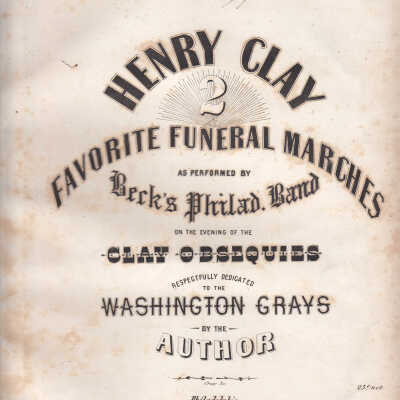 HENRY CLAY
2
FAVORITE FUNERAL MARCHES
AS PERFORMED BY
Beck's Philad. Band
ON THE EVENING OF THE
CLAY OBSEQUIES
RESPECTFULLY DEDICATED
TO THE
WASHINGTON GRAYS
BY THE
AUTHOR